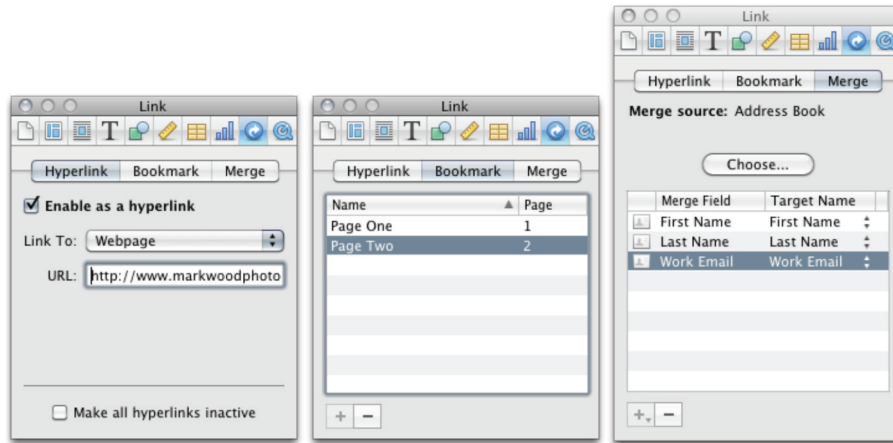 Link
Hyperlink Bookmark Merge
Enable as a hyperlink
Link To: Webpage
URL: http://www.markwoodphoto
Make all hyperlinks inactive
Link
T
Hyperlink Bookmark Merge
Name Page
Page One 1
Page Two 2
+ −
Link
T
Hyperlink Bookmark Merge
Merge source: Address Book
Choose...
Merge Field Target Name
First Name First Name
Last Name Last Name
Work Email Work Email
+ −